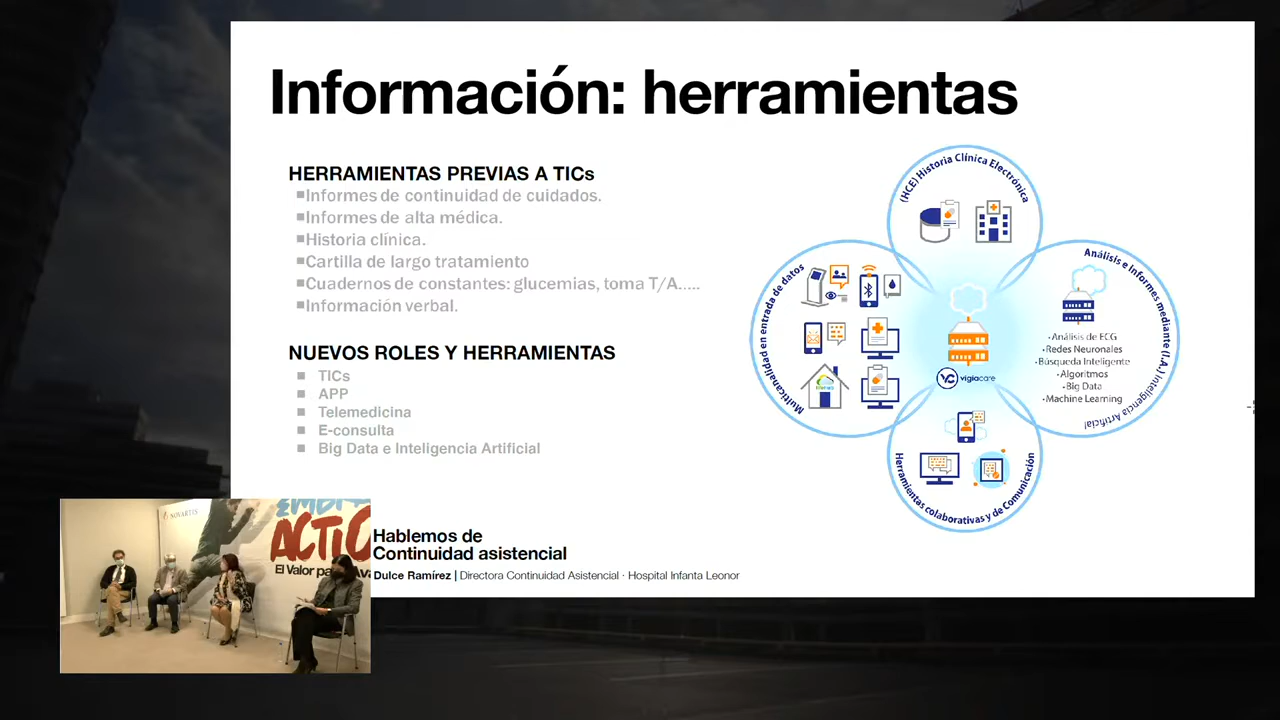 Información: herramientas
HERRAMIENTAS PREVIAS A TICs
▪Informes de continuidad de cuidados.
▪Informes de alta médica.
▪Historia clínica.
▪Cartilla de largo tratamiento
▪Cuadernos de constantes: glucemias, toma T/A.....
▪Información verbal.
NUEVOS ROLES Y HERRAMIENTAS
▪ TICs
▪ APP
▪ Telemedicina
▪ E-consulta
▪ Big Data e Inteligencia Artificial
(HCE) Historia Clínica Electrónica
Multicanalidad en entrada de datos
Análisis e Informes mediante (I.A.) Inteligencia Artificial
·Análisis de ECG
·Redes Neuronales
·Búsqueda Inteligente
·Algoritmos
·Big Data
·Machine Learning
VC vigiacare
Herramientas colaborativas y de Comunicación
NOVARTIS
ACTIO
El Valor
Hablemos de
Continuidad asistencial
Dulce Ramírez | Directora Continuidad Asistencial · Hospital Infanta Leonor